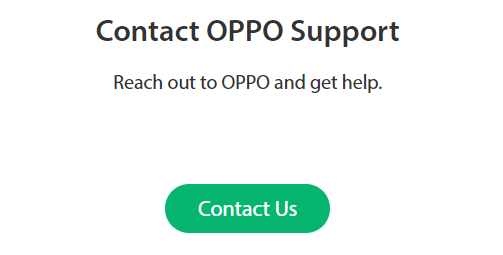 Contact OPPO Support
Reach out to OPPO and get help.
Contact Us